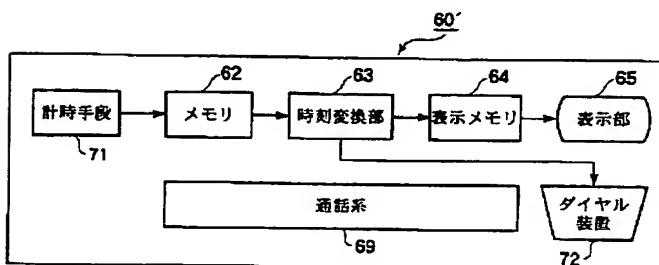 60′
62
63
64
65
計時手段
メモリ
時刻変換部
表示メモリ
表示部
71
通話系
ダイヤル
装置
69
72